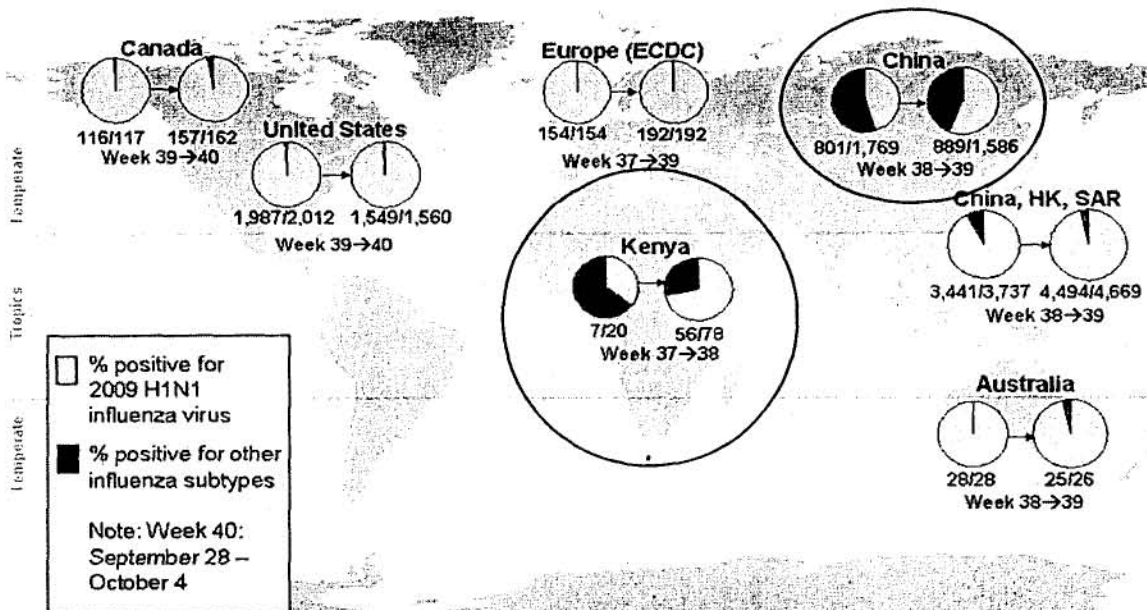 Canada
116/117 157/162
Week 39→40
United States
1,987/2,012 1,549/1,560
Week 39→40
Europe (ECDC)
154/154 192/192
Week 37→39
China
801/1,769 889/1,586
Week 38→39
China, HK, SAR
3,441/3,737 4,494/4,669
Week 38→39
Kenya
7/20 56/78
Week 37→38
Australia
28/28 25/26
Week 38→39
Temperate
Tropics
Temperate
% positive for
2009 H1N1
influenza virus
% positive for other
influenza subtypes
Note: Week 40:
September 28 –
October 4